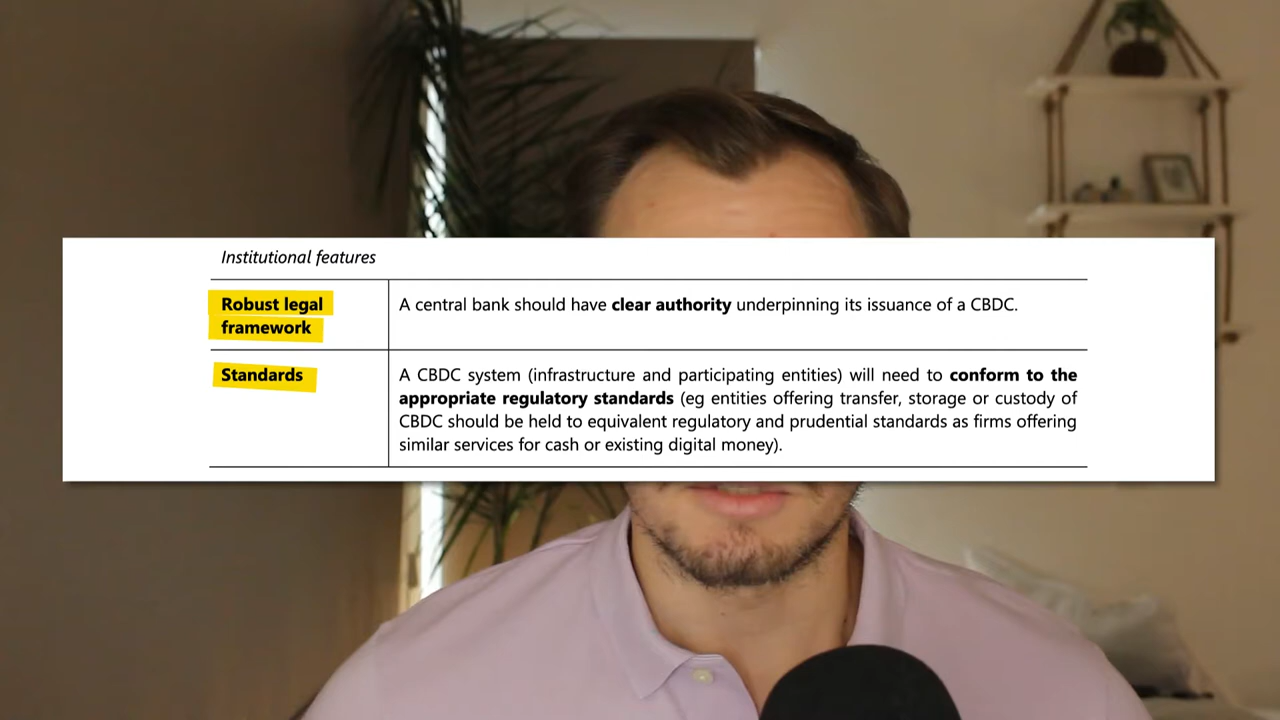 Institutional features
Robust legal
framework
A central bank should have clear authority underpinning its issuance of a CBDC.
Standards
A CBDC system (infrastructure and participating entities) will need to conform to the
appropriate regulatory standards (eg entities offering transfer, storage or custody of
CBDC should be held to equivalent regulatory and prudential standards as firms offering
similar services for cash or existing digital money).